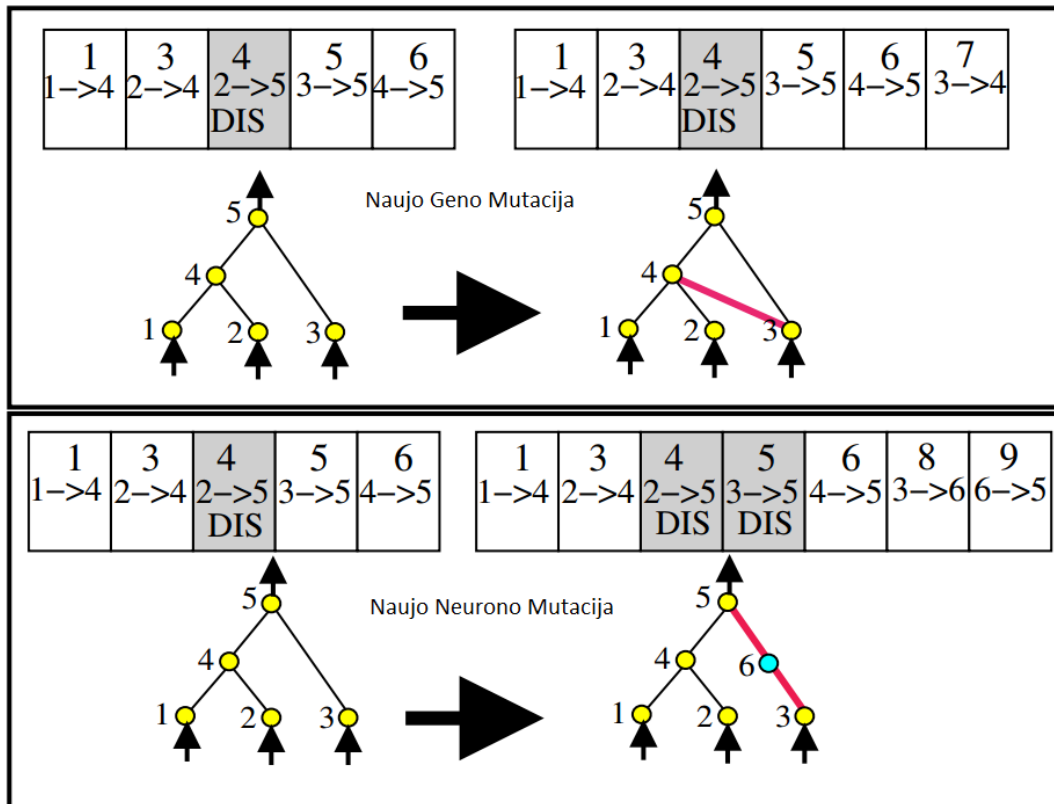 1 3 4 5 6
1->4 2->4 2->5 3->5 4->5
DIS
1 3 4 5 6 7
1->4 2->4 2->5 3->5 4->5 3->4
DIS
Naujo Geno Mutacija
5
4
1 2 3
5
4
1 2 3
1 3 4 5 6
1->4 2->4 2->5 3->5 4->5
DIS
1 3 4 5 6 8 9
1->4 2->4 2->5 3->5 4->5 3->6 6->5
DIS DIS
Naujo Neurono Mutacija
5
4
1 2 3
5
4 6
1 2 3